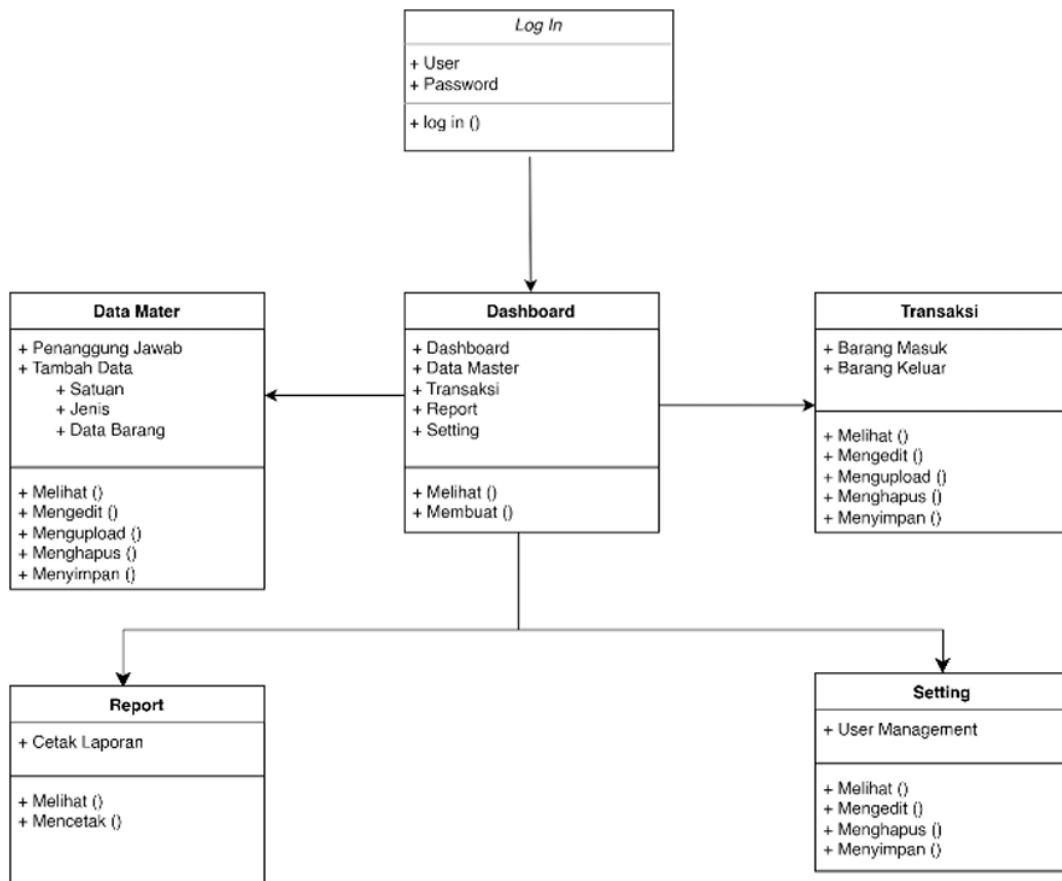 Log In
+ User
+ Password
+ log in ()
Data Mater
+ Penanggung Jawab
+ Tambah Data
+ Satuan
+ Jenis
+ Data Barang
+ Melihat ()
+ Mengedit ()
+ Mengupload ()
+ Menghapus ()
+ Menyimpan ()
Dashboard
+ Dashboard
+ Data Master
+ Transaksi
+ Report
+ Setting
+ Melihat ()
+ Membuat ()
Transaksi
+ Barang Masuk
+ Barang Keluar
+ Melihat ()
+ Mengedit ()
+ Mengupload ()
+ Menghapus ()
+ Menyimpan ()
Report
+ Cetak Laporan
+ Melihat ()
+ Mencetak ()
Setting
+ User Management
+ Melihat ()
+ Mengedit ()
+ Menghapus ()
+ Menyimpan ()